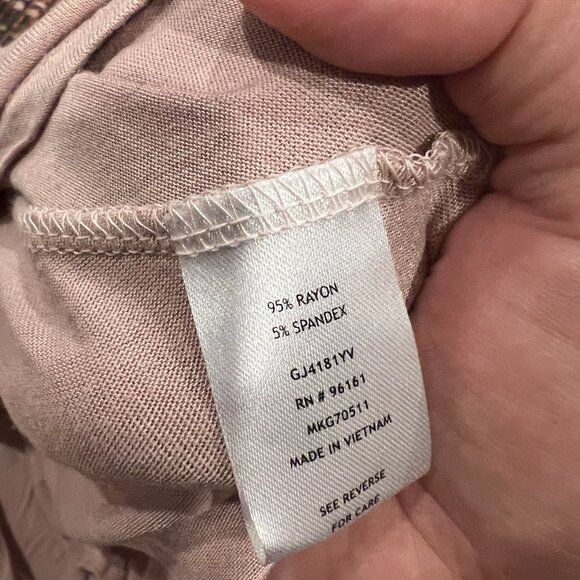 95% RAYON
5% SPANDEX
GJ4181YV
RN # 96161
MKG70511
MADE IN VIETNAM
SEE REVERSE
FOR CARE